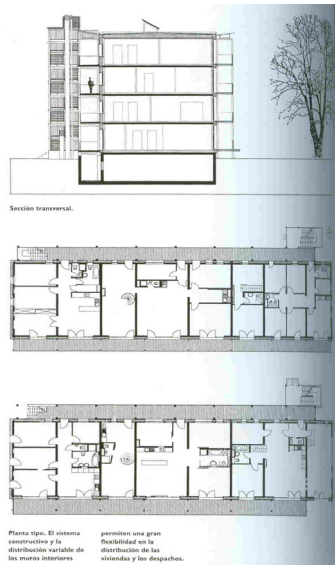 Sección transversal.
Planta tipo. El sistema
constructivo y la
distribución variable de
los muros interiores
permiten una gran
flexibilidad en la
distribución de las
viviendas y los despachos.